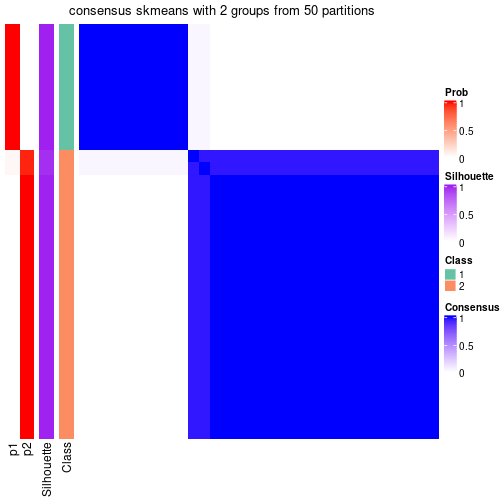 consensus skmeans with 2 groups from 50 partitions
Prob
1
0.5
0
Silhouette
1
0.5
0
Class
1
2
Consensus
1
0.5
0
p1
p2
Silhouette
Class